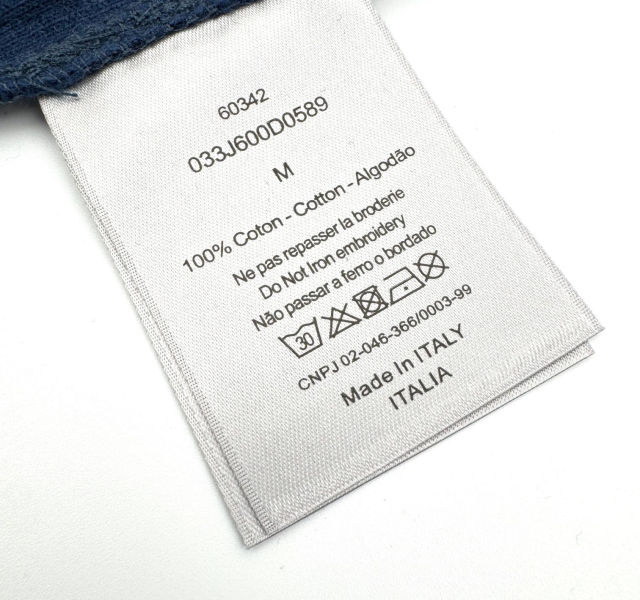 60342
033J600D0589
M
100% Coton - Cotton - Algodão
Ne pas repasser la broderie
Do Not Iron embroidery
Não passar a ferro o bordado
30
CNPJ 02-046-366/0003-99
Made In ITALY
ITALIA